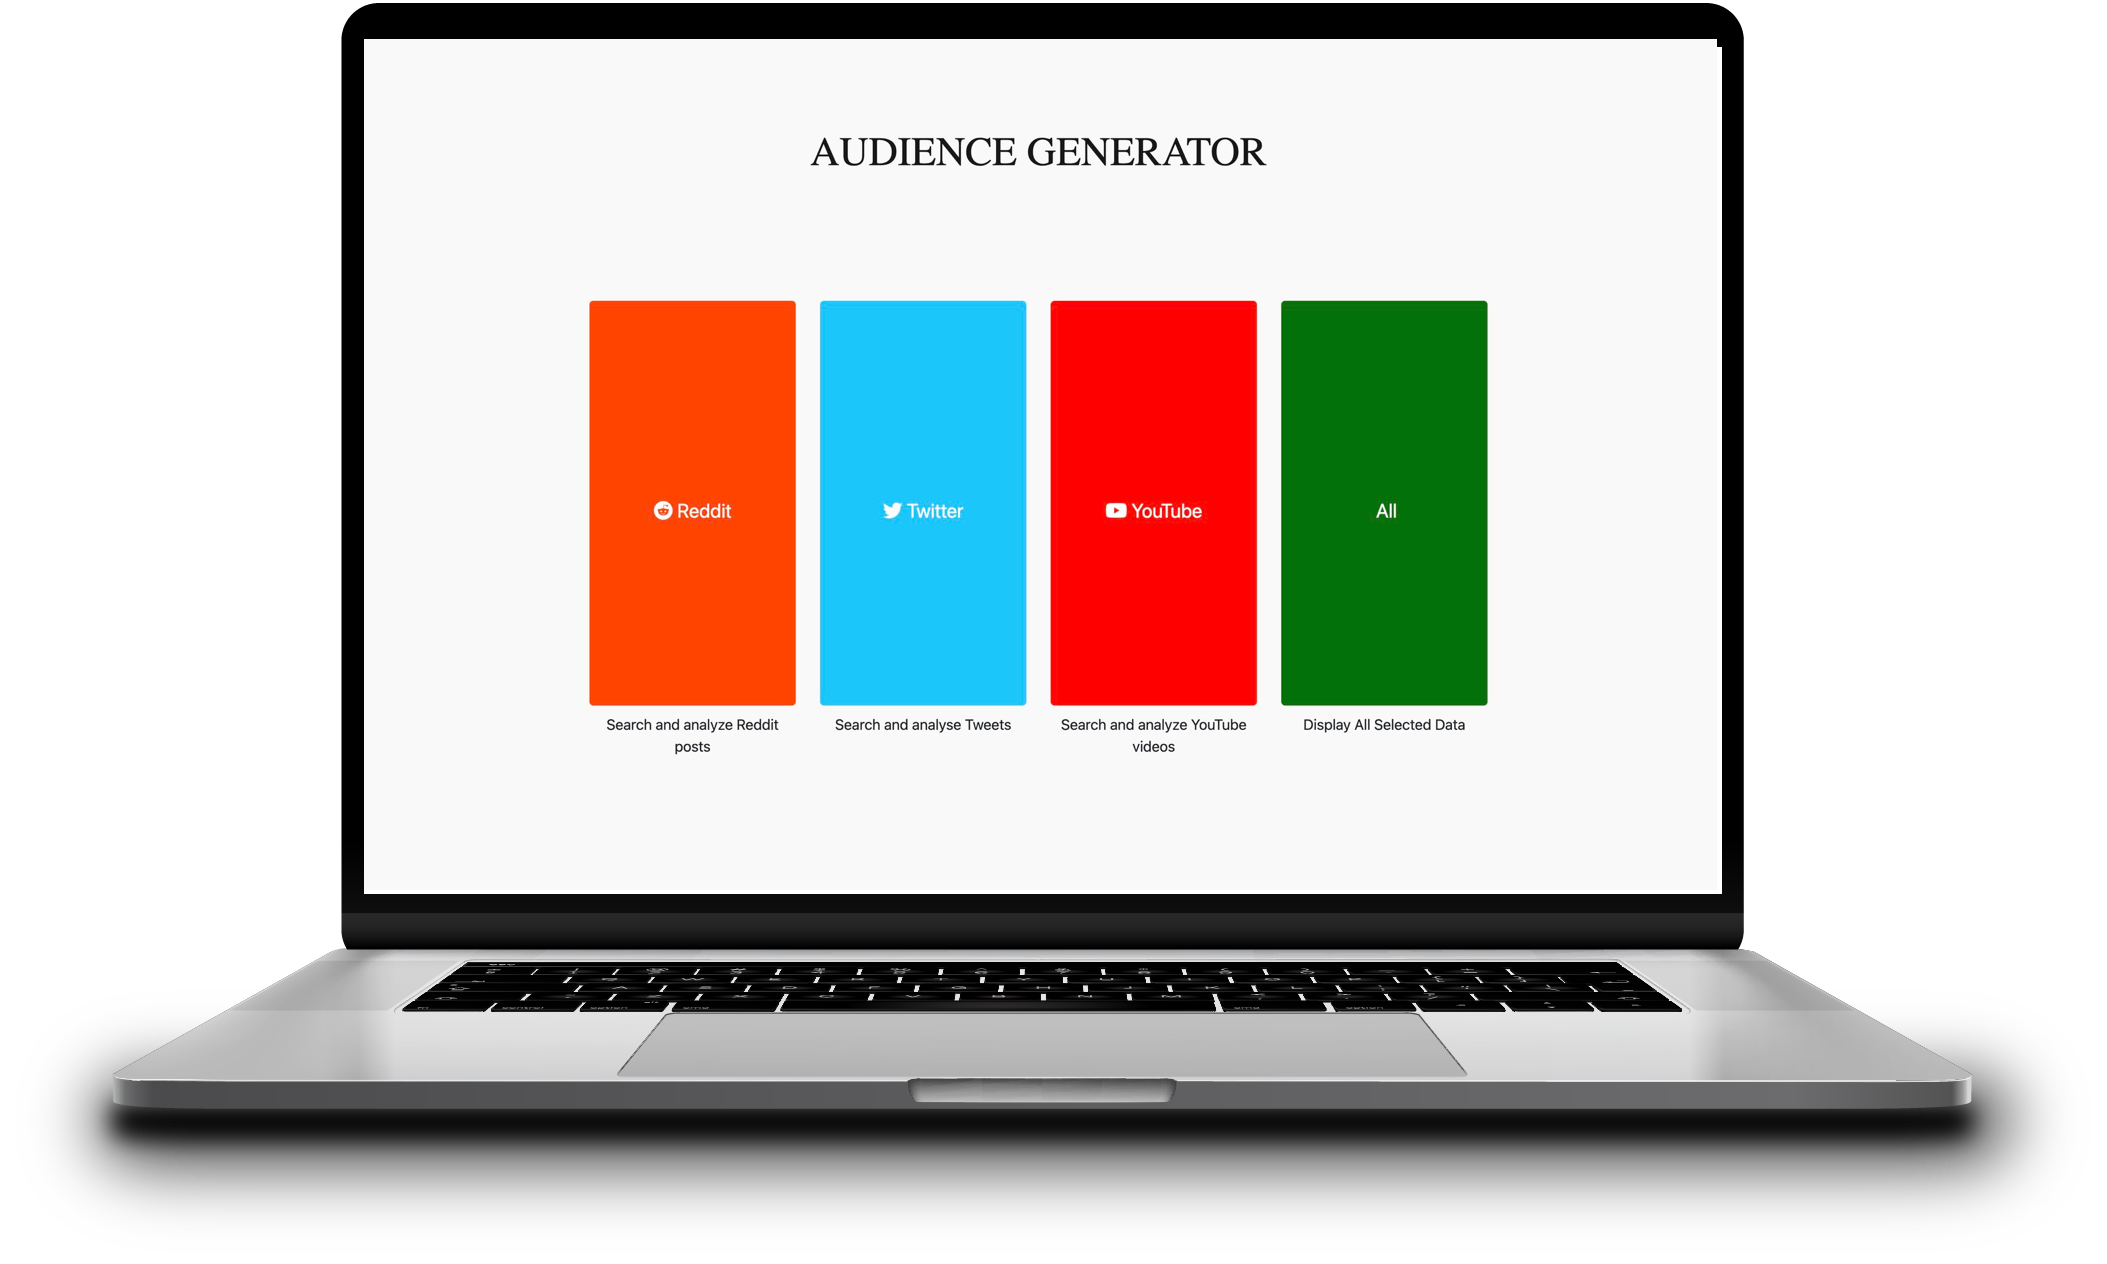 AUDIENCE GENERATOR
Reddit
Twitter
YouTube
All
Search and analyze Reddit
posts
Search and analyse Tweets
Search and analyze YouTube
videos
Display All Selected Data